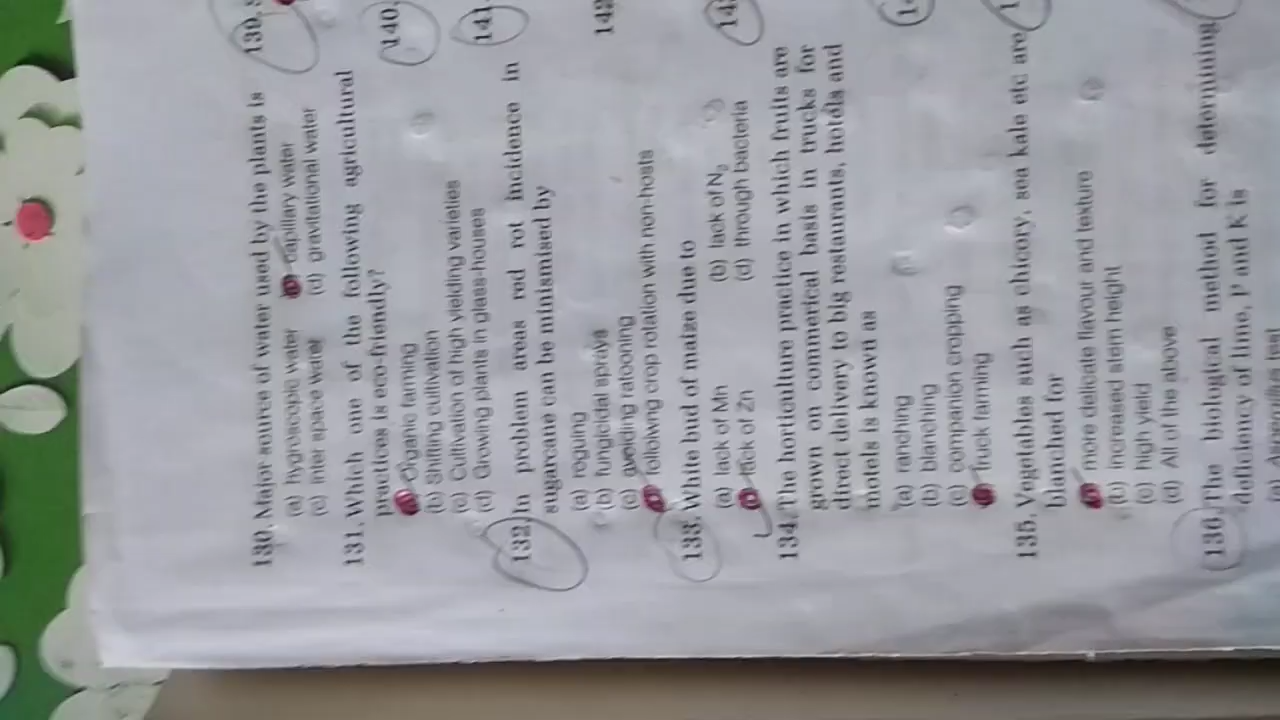 130. Major source of water used by the plants is
(a) hygroscopic water capillary water
(c) inter space water (d) gravitational water
131. Which one of the following agricultural
practices is eco-friendly?
Organic farming
(b) Shifting cultivation
(c) Cultivation of high yielding varieties
(d) Growing plants in glass-houses
132. In problem areas red rot incidence in
sugarcane can be minismised by
(a) roguing
(b) fungicidal sprays
(c) avoiding ratooning
following crop rotation with non-hosts
133. White bud of maize due to
(a) lack of Mn (b) lack of N2
lack of Zn (d) through bacteria
134. The horticulture practice in which fruits are
grown on commerical basis in trucks for
direct delivery to big restaurants, hotels and
motels is known as
(a) ranching
(b) blanching
(c) companion cropping
truck farming
135. Vegetables such as chicory, sea kale etc are
blanched for
more delicate flavour and texture
(b) increased stem height
(c) high yield
(d) All of the above
136. The biological method for determining
deficiency of lime, P and K is
139.
140.
141
142